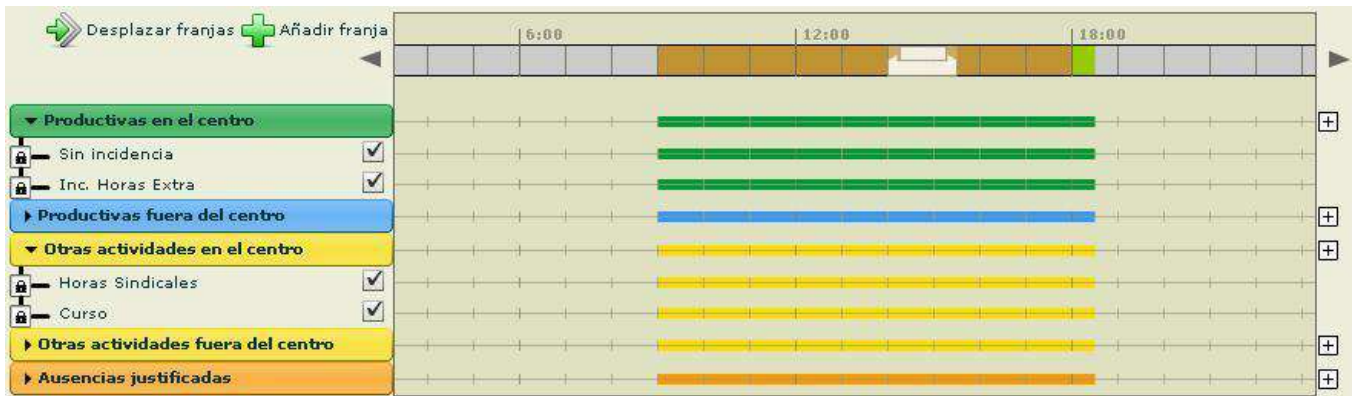 Desplazar franjas Añadir franja
6:00 12:00 18:00
Productivas en el centro
Sin incidencia
Inc. Horas Extra
Productivas fuera del centro
Otras actividades en el centro
Horas Sindicales
Curso
Otras actividades fuera del centro
Ausencias justificadas